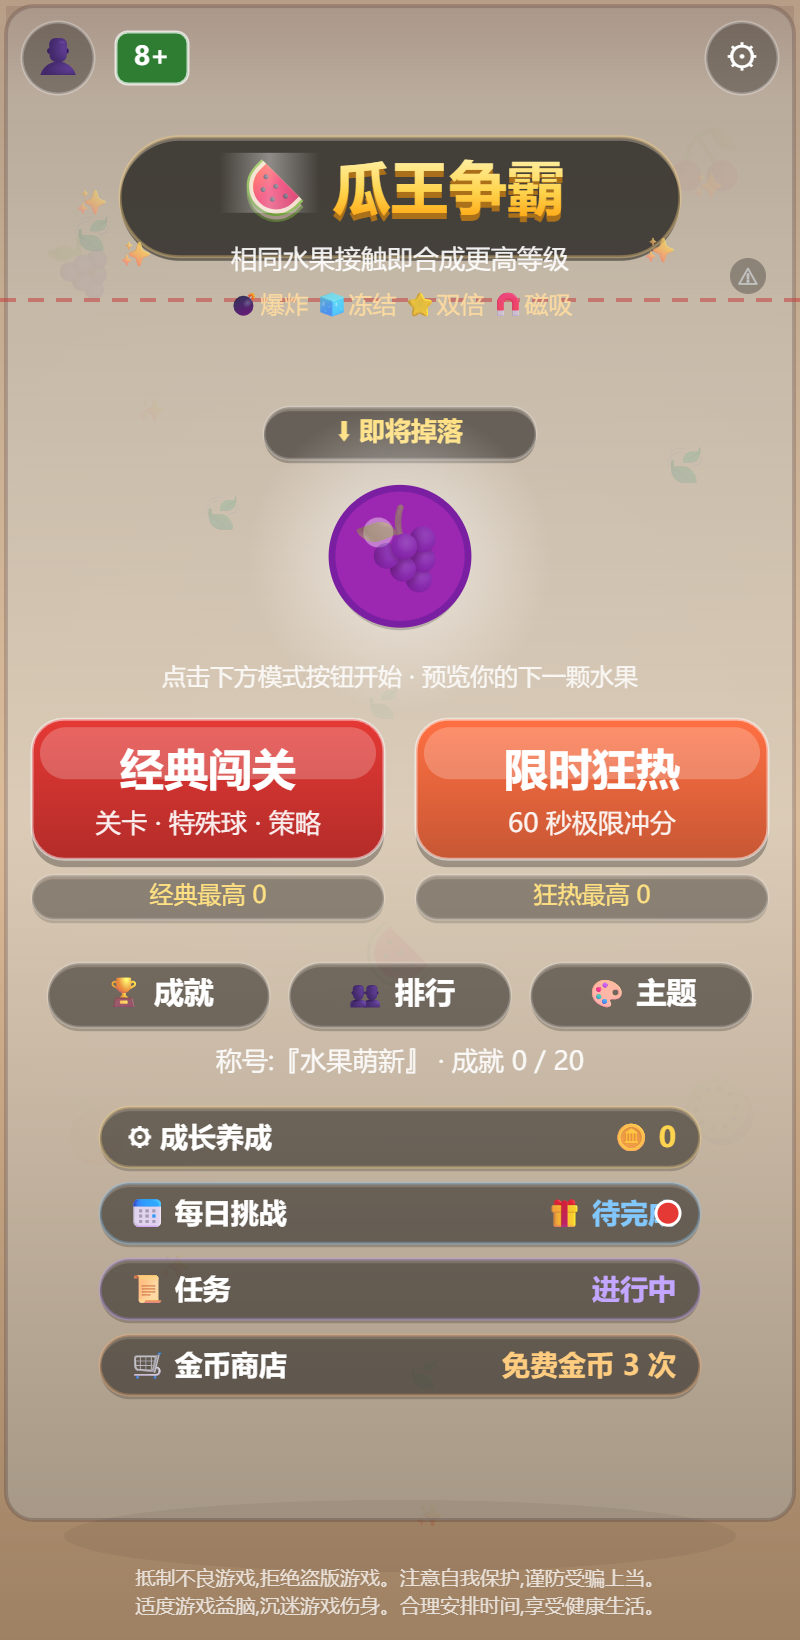 8+
瓜王争霸
相同水果接触即合成更高等级
爆炸 冻结 双倍 磁吸
⬇ 即将掉落
点击下方模式按钮开始 · 预览你的下一颗水果
经典闯关
关卡 · 特殊球 · 策略
限时狂热
60 秒极限冲分
经典最高 0
狂热最高 0
成就
排行
主题
称号:『水果萌新』 · 成就 0 / 20
成长养成 0
每日挑战 待完
任务 进行中
金币商店 免费金币 3 次
抵制不良游戏,拒绝盗版游戏。注意自我保护,谨防受骗上当。
适度游戏益脑,沉迷游戏伤身。合理安排时间,享受健康生活。